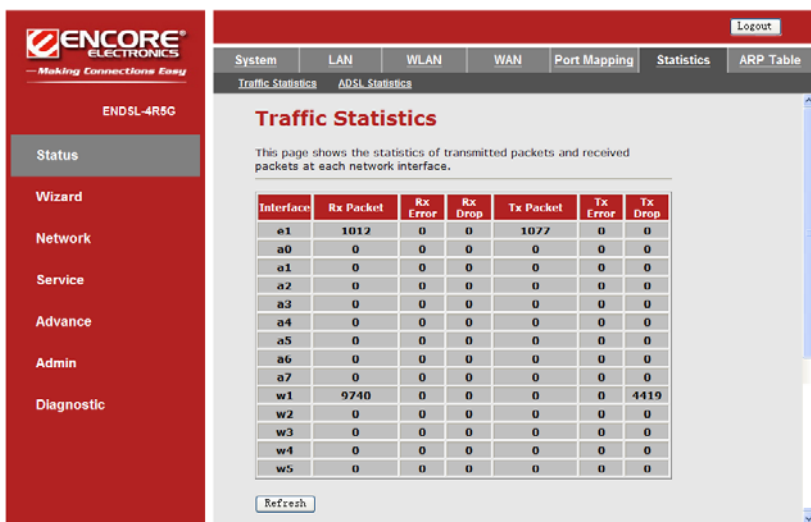 ENCORE®
ELECTRONICS
Making Connections Easy
ENDSL-4R5G
Status
Wizard
Network
Service
Advance
Admin
Diagnostic
Logout
System LAN WLAN WAN Port Mapping Statistics ARP Table
Traffic Statistics ADSL Statistics
Traffic Statistics
This page shows the statistics of transmitted packets and received
packets at each network interface.
Interface Rx Packet Rx Error Rx Drop Tx Packet Tx Error Tx Drop
e1 1012 0 0 1077 0 0
a0 0 0 0 0 0 0
a1 0 0 0 0 0 0
a2 0 0 0 0 0 0
a3 0 0 0 0 0 0
a4 0 0 0 0 0 0
a5 0 0 0 0 0 0
a6 0 0 0 0 0 0
a7 0 0 0 0 0 0
w1 9740 0 0 0 0 4419
w2 0 0 0 0 0 0
w3 0 0 0 0 0 0
w4 0 0 0 0 0 0
w5 0 0 0 0 0 0
Refresh